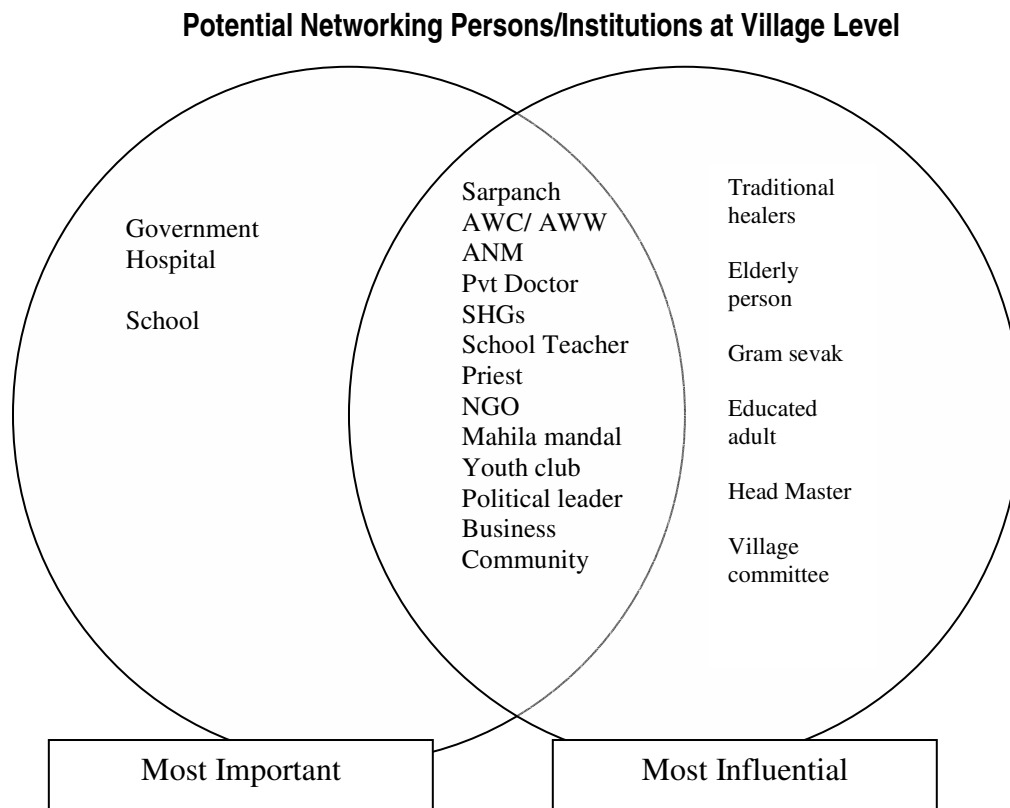 Potential Networking Persons/Institutions at Village Level
Government
Hospital
School
Sarpanch
AWC/ AWW
ANM
Pvt Doctor
SHGs
School Teacher
Priest
NGO
Mahila mandal
Youth club
Political leader
Business
Community
Traditional
healers
Elderly
person
Gram sevak
Educated
adult
Head Master
Village
committee
Most Important
Most Influential